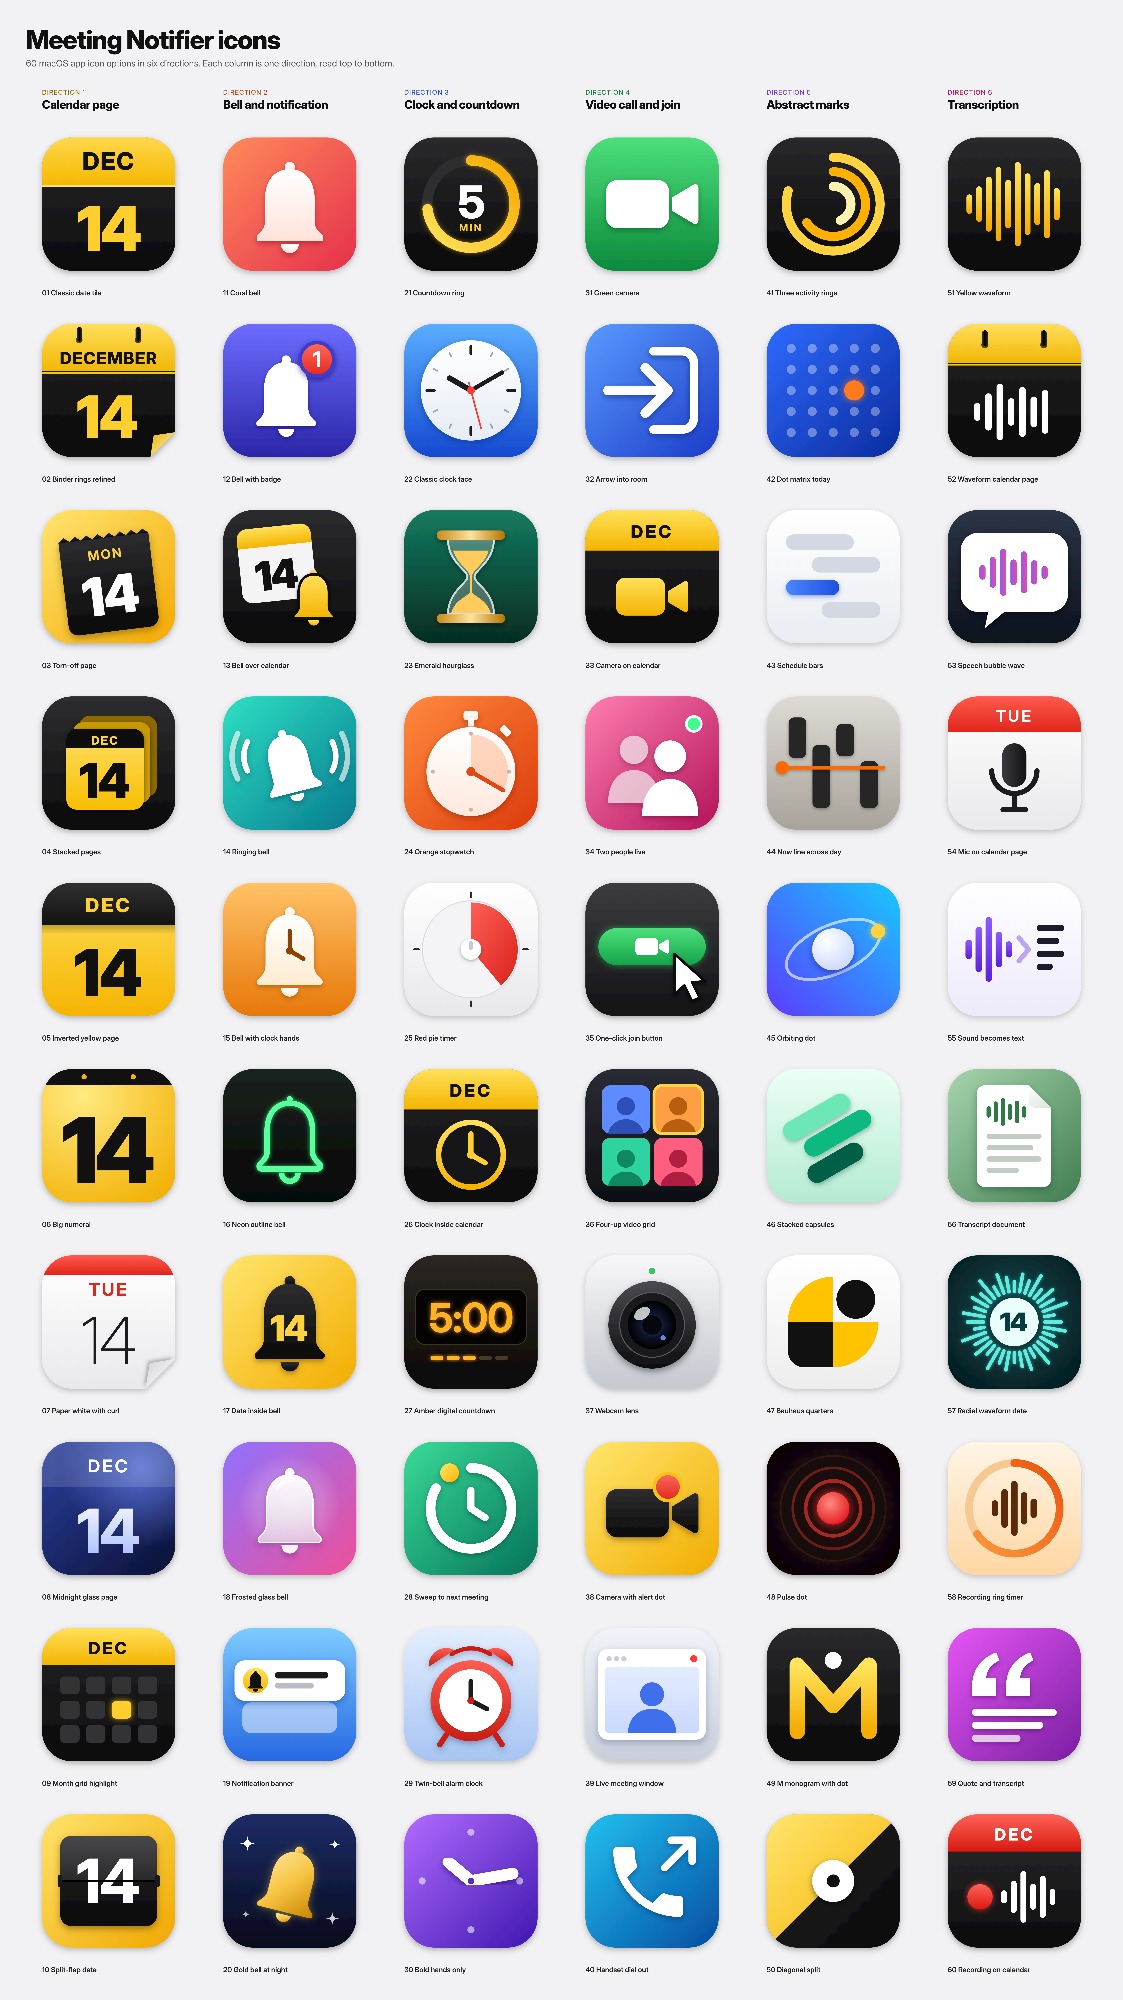 Meeting Notifier icons
60 macOS app icon options in six directions. Each column is one direction, read top to bottom.
DIRECTION 1
Calendar page
DIRECTION 2
Bell and notification
DIRECTION 3
Clock and countdown
DIRECTION 4
Video call and join
DIRECTION 5
Abstract marks
DIRECTION 6
Transcription
DEC
14
5
MIN
01 Classic date tile
11 Coral bell
21 Countdown ring
31 Green camera
41 Three activity rings
51 Yellow waveform
DECEMBER
14
1
02 Binder rings refined
12 Bell with badge
22 Classic clock face
32 Arrow into room
42 Dot matrix today
52 Waveform calendar page
MON
14
14
DEC
03 Torn-off page
13 Bell over calendar
23 Emerald hourglass
33 Camera on calendar
43 Schedule bars
53 Speech bubble wave
DEC
14
TUE
04 Stacked pages
14 Ringing bell
24 Orange stopwatch
34 Two people live
44 Now line across day
54 Mic on calendar page
DEC
14
05 Inverted yellow page
15 Bell with clock hands
25 Red pie timer
35 One-click join button
45 Orbiting dot
55 Sound becomes text
14
DEC
06 Big numeral
16 Neon outline bell
26 Clock inside calendar
36 Four-up video grid
46 Stacked capsules
56 Transcript document
TUE
14
14
5:00
14
07 Paper white with curl
17 Date inside bell
27 Amber digital countdown
37 Webcam lens
47 Bauhaus quarters
57 Radial waveform date
DEC
14
08 Midnight glass page
18 Frosted glass bell
28 Sweep to next meeting
38 Camera with alert dot
48 Pulse dot
58 Recording ring timer
DEC
M
09 Month grid highlight
19 Notification banner
29 Twin-bell alarm clock
39 Live meeting window
49 M monogram with dot
59 Quote and transcript
14
DEC
10 Split-flap date
20 Gold bell at night
30 Bold hands only
40 Handset dial out
50 Diagonal split
60 Recording on calendar